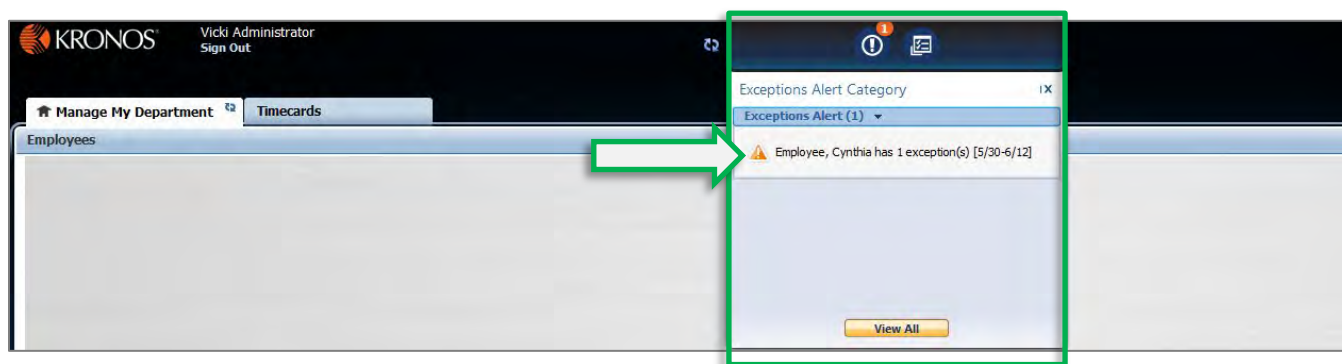 KRONOS
Vicki Administrator
Sign Out
1
Manage My Department
Timecards
Employees
Exceptions Alert Category
X
Exceptions Alert (1)
Employee, Cynthia has 1 exception(s) [5/30-6/12]
View All